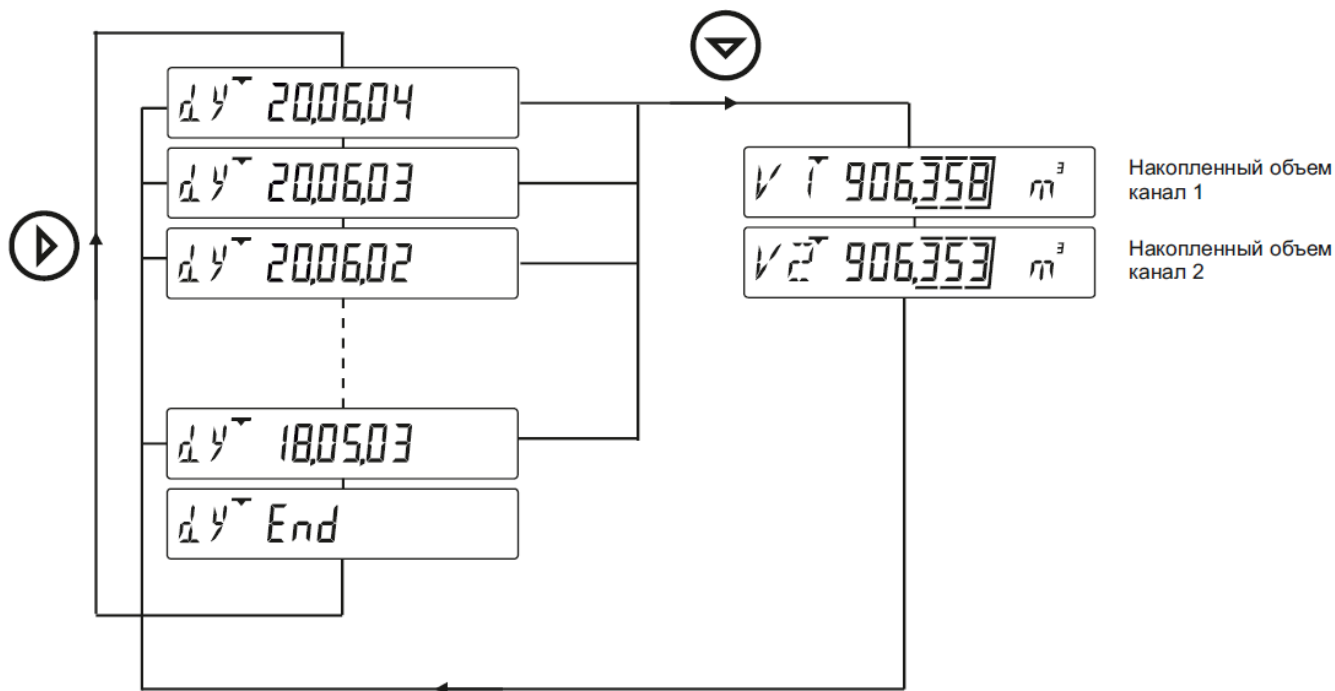 dY 20,06,04
dY 20,06,03
dY 20,06,02
dY 18,05,03
dY End
V 1 906,358 m³
Накопленный объем
канал 1
V2 906,353 m³
Накопленный объем
канал 2